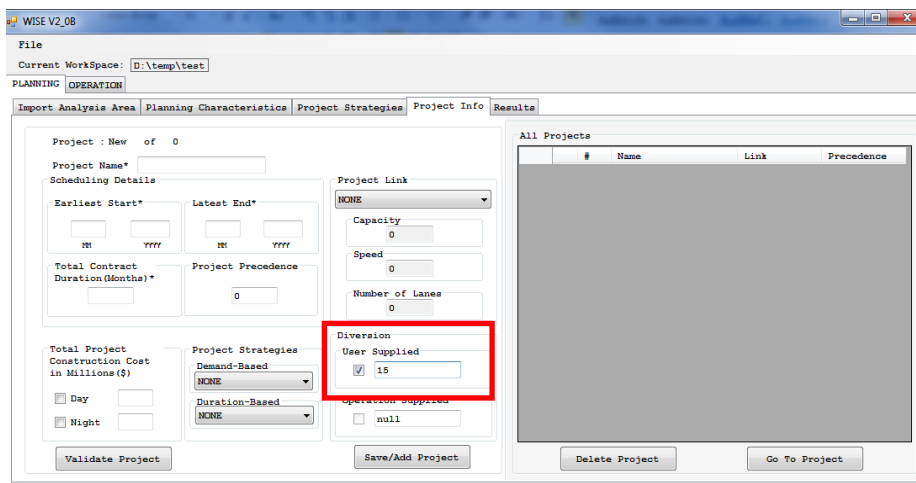 WISE V2_0B
File
Current WorkSpace: D:\temp\test
PLANNING OPERATION
Import Analysis Area Planning Characteristics Project Strategies Project Info Results
Project : New of 0
Project Name*
Scheduling Details
Earliest Start*
MM YYYY
Latest End*
MM YYYY
Total Contract
Duration(Months)*
Project Precedence
0
Project Link
NONE
Capacity
0
Speed
0
Number of Lanes
0
Total Project
Construction Cost
in Millions($)
Day
Night
Project Strategies
Demand-Based
NONE
Duration-Based
NONE
Diversion
User Supplied
15
Operation Supplied
null
Validate Project
Save/Add Project
All Projects
# Name Link Precedence
Delete Project
Go To Project